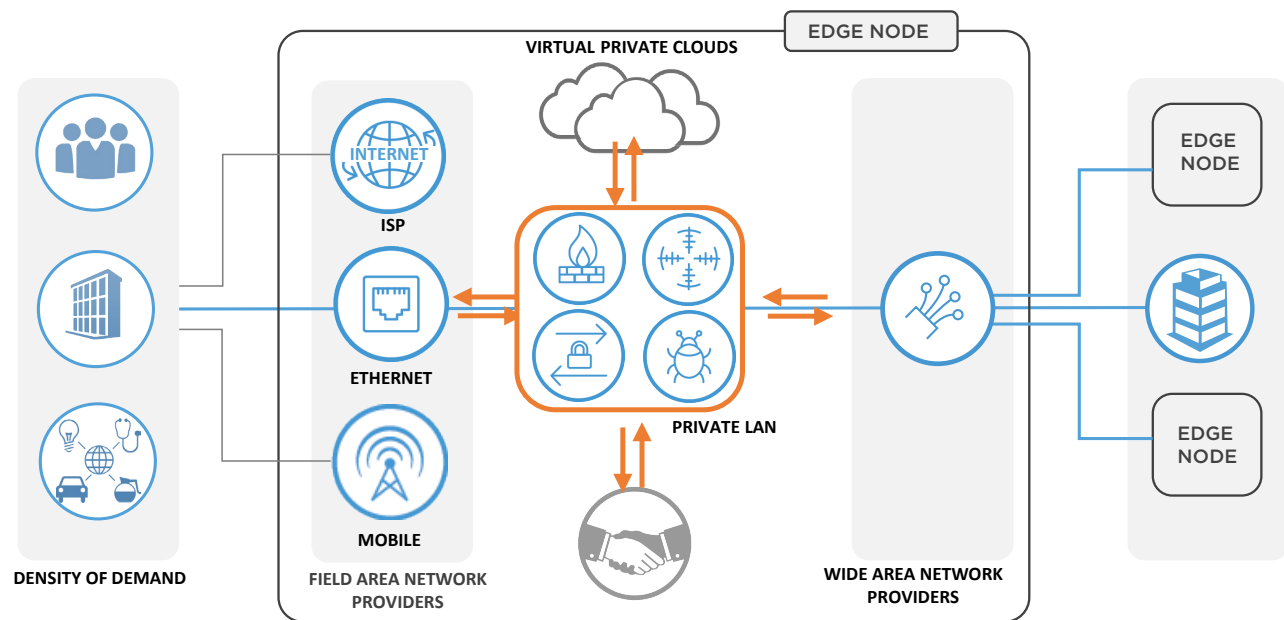 EDGE NODE
VIRTUAL PRIVATE CLOUDS
INTERNET
ISP
ETHERNET
MOBILE
PRIVATE LAN
EDGE
NODE
EDGE
NODE
DENSITY OF DEMAND
FIELD AREA NETWORK
PROVIDERS
WIDE AREA NETWORK
PROVIDERS